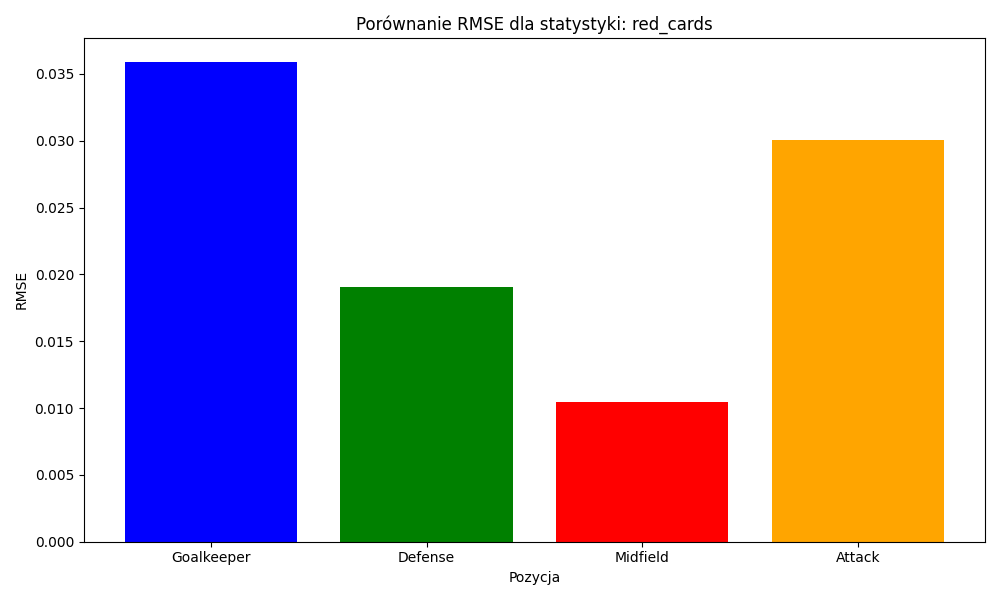 Porównanie RMSE dla statystyki: red_cards
RMSE
0.035
0.030
0.025
0.020
0.015
0.010
0.005
0.000
Goalkeeper
Defense
Midfield
Attack
Pozycja